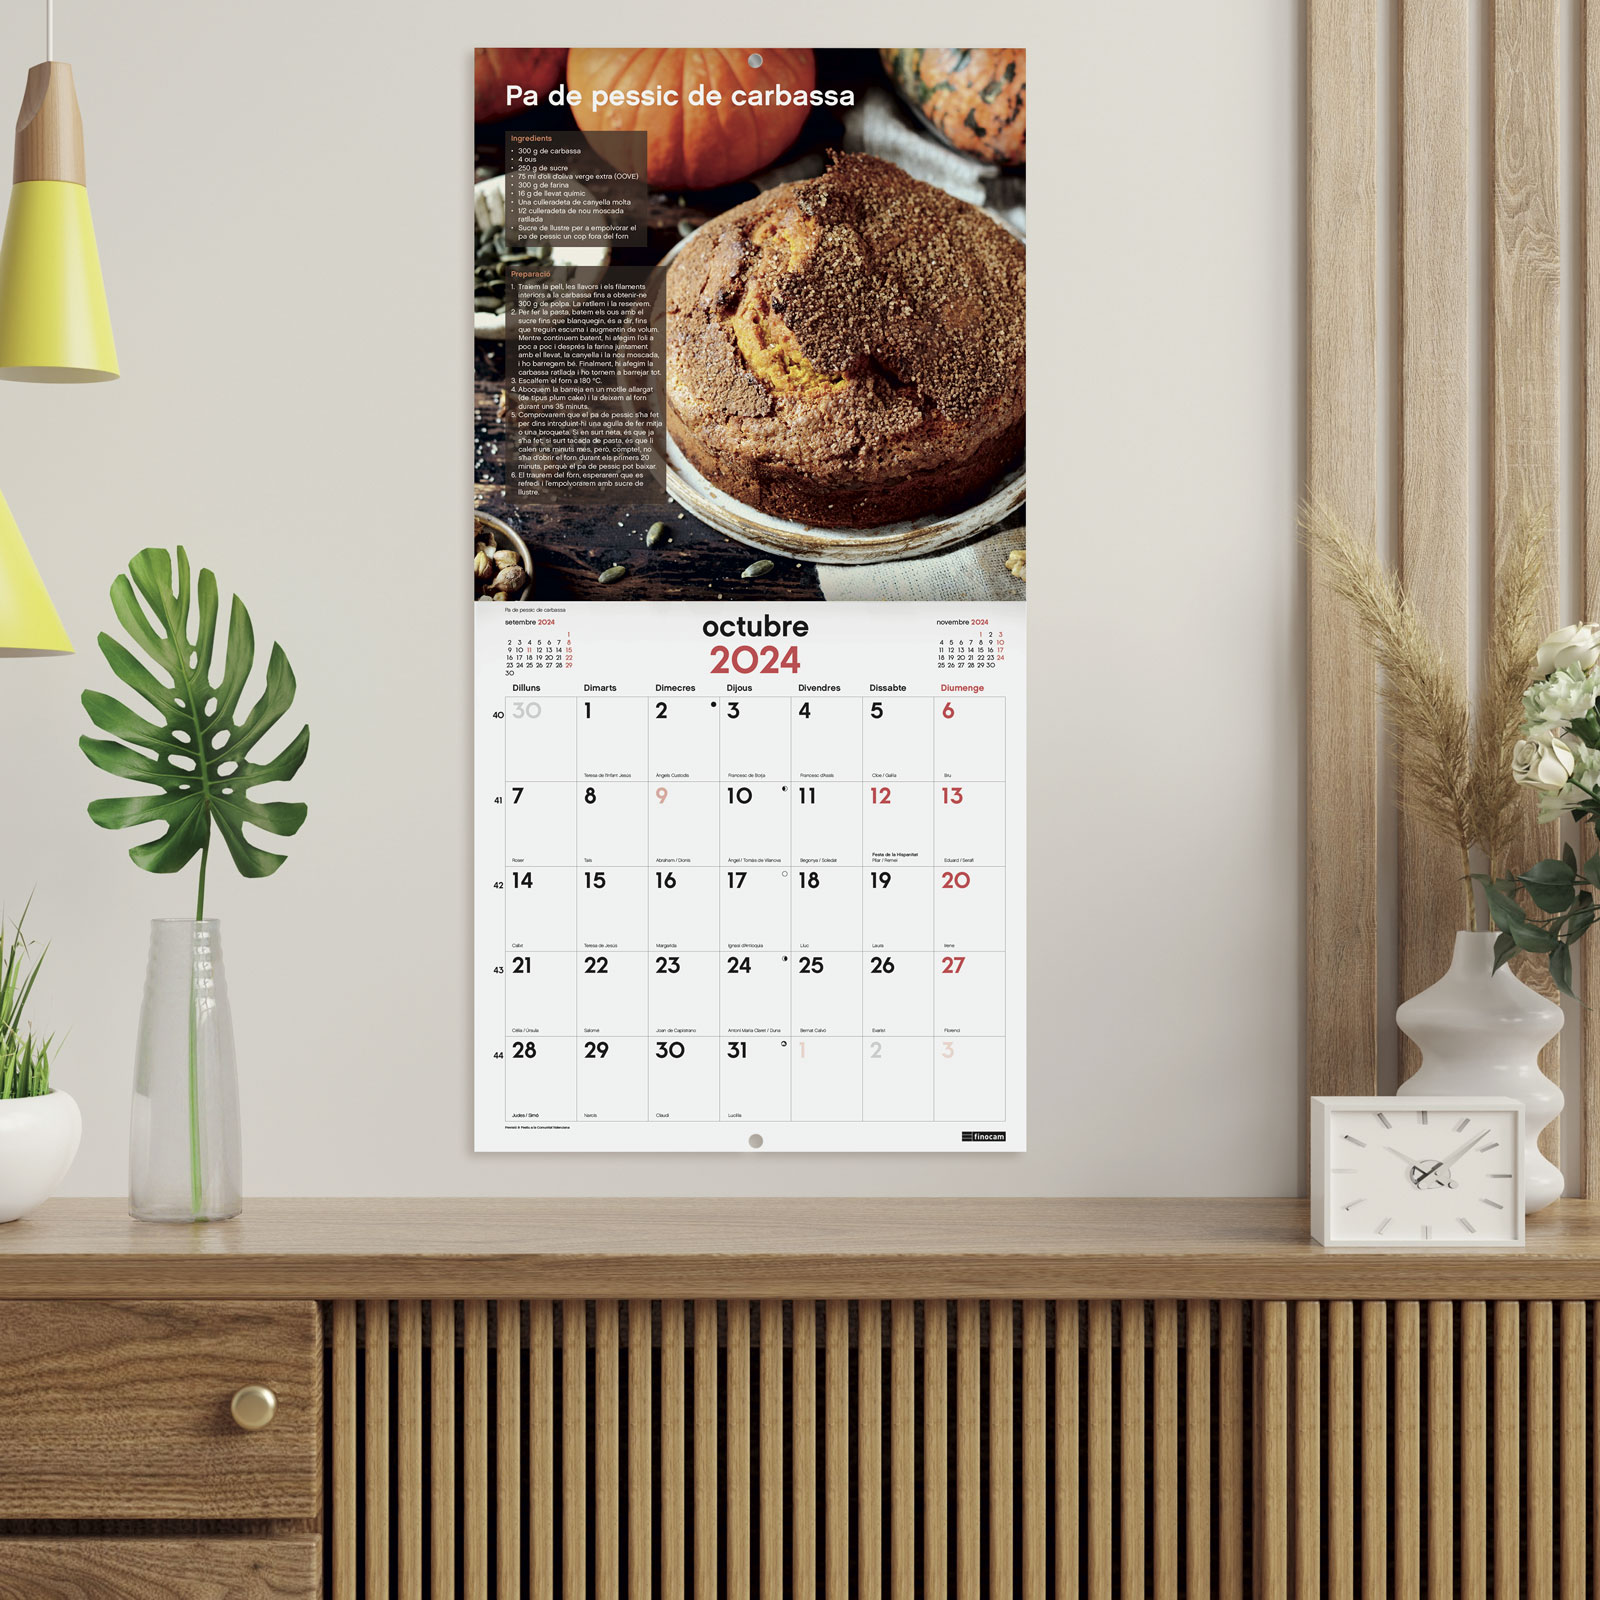 Pa de pessic de carbassa
Ingredients
• 300 g de carbassa
• 4 ous
• 250 g de sucre
• 75 ml d'oli d'oliva verge extra (OOVE)
• 300 g de farina
• 16 g de llevat químic
• Una culleradeta de canyella molta
• 1/2 culleradeta de nou moscada
ratllada
• Sucre de llustre per a empolvorar el
pa de pessic un cop fora del forn
Preparació
1. Traiem la pell, les llavors i els filaments
interiors a la carbassa fins a obtenir-ne
300 g de polpa. La ratllem i la reservem.
2. Per fer la pasta, batem els ous amb el
sucre fins que blanquegin, és a dir, fins
que treguin escuma i augmentin de volum.
Mentre continuem batent, hi afegim l'oli a
poc a poc i després la farina juntament
amb el llevat, la canyella i la nou moscada,
i ho barregem bé. Finalment, hi afegim la
carbassa ratllada i ho tornem a barrejar tot.
3. Escalfem el forn a 180 °C.
4. Aboquem la barreja en un motlle allargat
(de tipus plum cake) i la deixem al forn
durant uns 35 minuts.
5. Comprovarem que el pa de pessic s'ha fet
per dins introduint-hi una agulla de fer mitja
o una broqueta. Si en surt neta, és que ja
s'ha fet; si surt tacada de pasta, és que li
calen uns minuts més, però, compte!, no
s'ha d'obrir el forn durant els primers 20
minuts, perquè el pa de pessic pot baixar.
6. El traurem del forn, esperarem que es
refredi i l'empolvorarem amb sucre de
llustre.
Pa de pessic de carbassa
setembre 2024
1
2 3 4 5 6 7 8
9 10 11 12 13 14 15
16 17 18 19 20 21 22
23 24 25 26 27 28 29
30
octubre
2024
novembre 2024
1 2 3
4 5 6 7 8 9 10
11 12 13 14 15 16 17
18 19 20 21 22 23 24
25 26 27 28 29 30
Dilluns Dimarts Dimecres Dijous Divendres Dissabte Diumenge
40 30 1 2 3 4 5 6
Teresa de l'Infant Jesús Àngels Custodis Francesc de Borja Francesc d'Assís Cloe / Gal·la Bru
41 7 8 9 10 11 12 13
Festa de la Hispanitat
Roser Tais Abraham / Dionís Àngel / Tomàs de Vilanova Begonya / Soledat Pilar / Remei Eduard / Serafí
42 14 15 16 17 18 19 20
Calixt Teresa de Jesús Margarida Ignasi d'Antioquia Lluc Laura Irene
43 21 22 23 24 25 26 27
Cèlia / Úrsula Salomé Joan de Capistrano Antoni Maria Claret / Duna Bernat Calvó Evarist Florenci
44 28 29 30 31 1 2 3
Judes / Simó Narcís Claudi Lucil·la
finocam